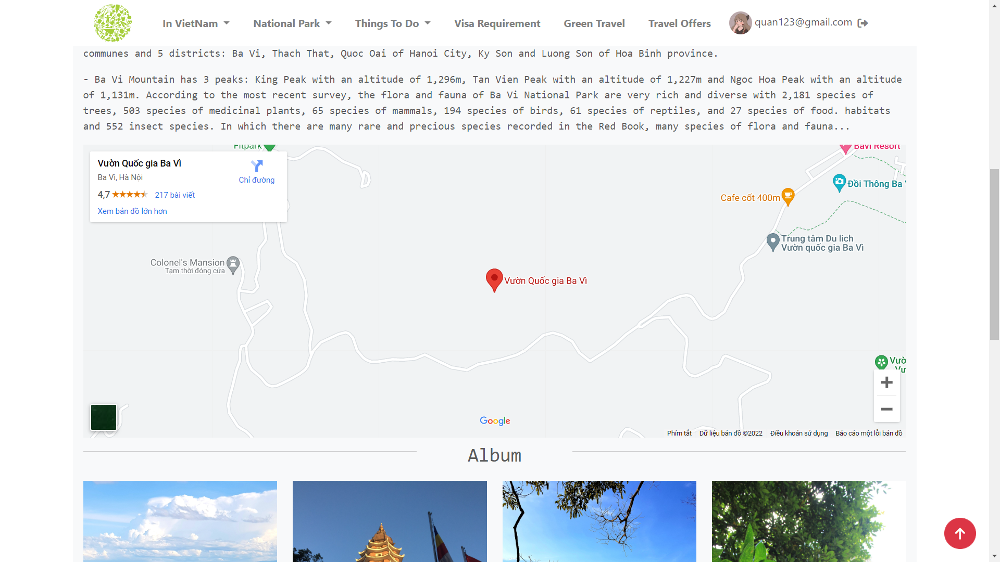 In VietNam
National Park
Things To Do
Visa Requirement
Green Travel
Travel Offers
quan123@gmail.com
communes and 5 districts: Ba Vi, Thach That, Quoc Oai of Hanoi City, Ky Son and Luong Son of Hoa Binh province.
- Ba Vi Mountain has 3 peaks: King Peak with an altitude of 1,296m, Tan Vien Peak with an altitude of 1,227m and Ngoc Hoa Peak with an altitude
of 1,131m. According to the most recent survey, the flora and fauna of Ba Vi National Park are very rich and diverse with 2,181 species of
trees, 503 species of medicinal plants, 65 species of mammals, 194 species of birds, 61 species of reptiles, and 27 species of food. habitats
and 552 insect species. In which there are many rare and precious species recorded in the Red Book, many species of flora and fauna...
Fitpark
Bavi Resort
Vườn Quốc gia Ba Vì
Ba Vì, Hà Nội
Chỉ đường
4,7
217 bài viết
Xem bản đồ lớn hơn
Đồi Thông Ba
Cafe cốt 400m
Trung tâm Du lich
Vườn quốc gia Ba Vì
Colonel's Mansion
Tạm thời đóng cửa
Vườn Quốc gia Ba Vì
Google
Phím tắt
Dữ liệu bản đồ ©2022
Điều khoản sử dụng
Báo cáo một lỗi bản đồ
Album